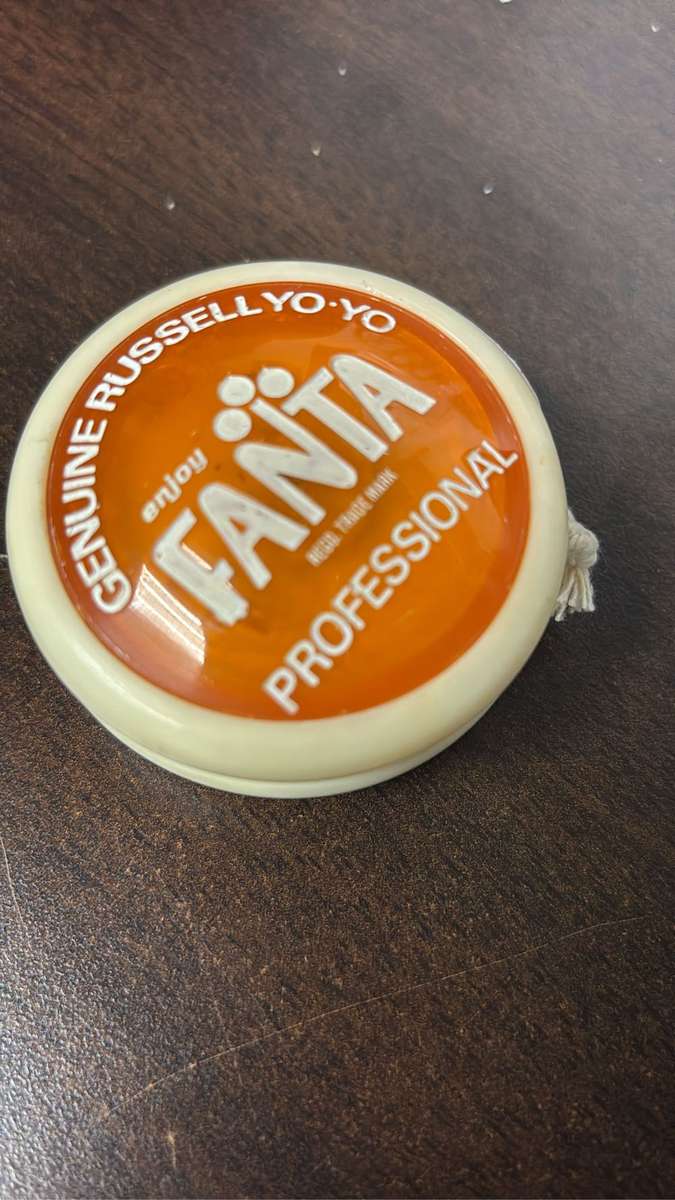 GENUINE RUSSELL YO·YO
enjoy
FANTA
REGD. TRADE MARK
PROFESSIONAL